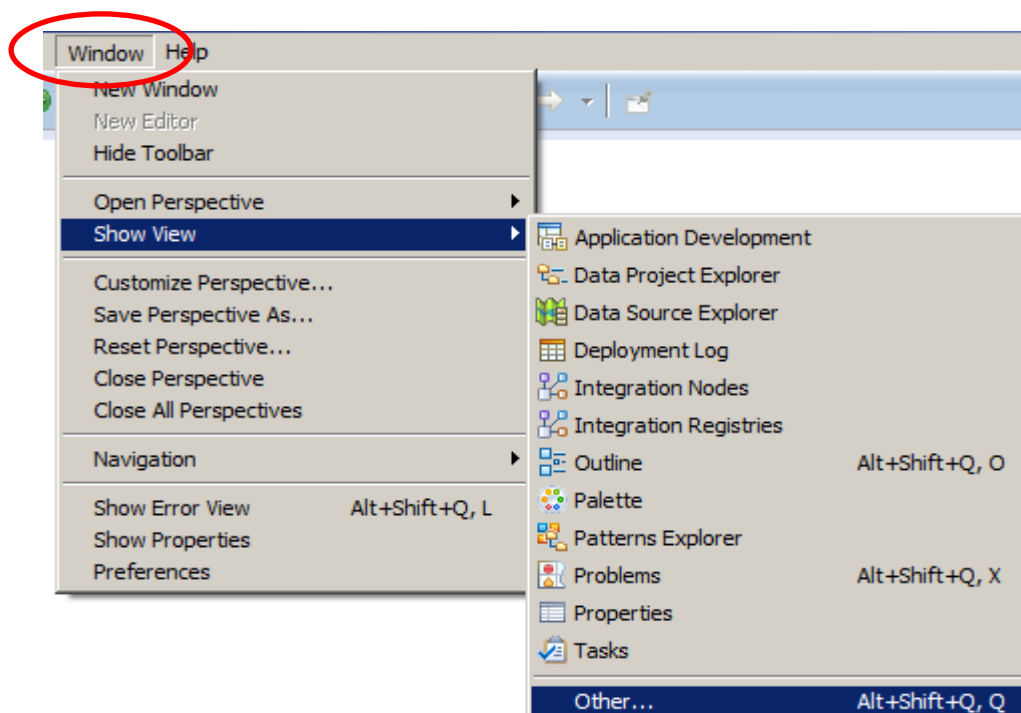 Window Help
New Window
New Editor
Hide Toolbar
Open Perspective
Show View
Customize Perspective...
Save Perspective As...
Reset Perspective...
Close Perspective
Close All Perspectives
Navigation
Show Error View Alt+Shift+Q, L
Show Properties
Preferences
Application Development
Data Project Explorer
Data Source Explorer
Deployment Log
Integration Nodes
Integration Registries
Outline Alt+Shift+Q, O
Palette
Patterns Explorer
Problems Alt+Shift+Q, X
Properties
Tasks
Other... Alt+Shift+Q, Q